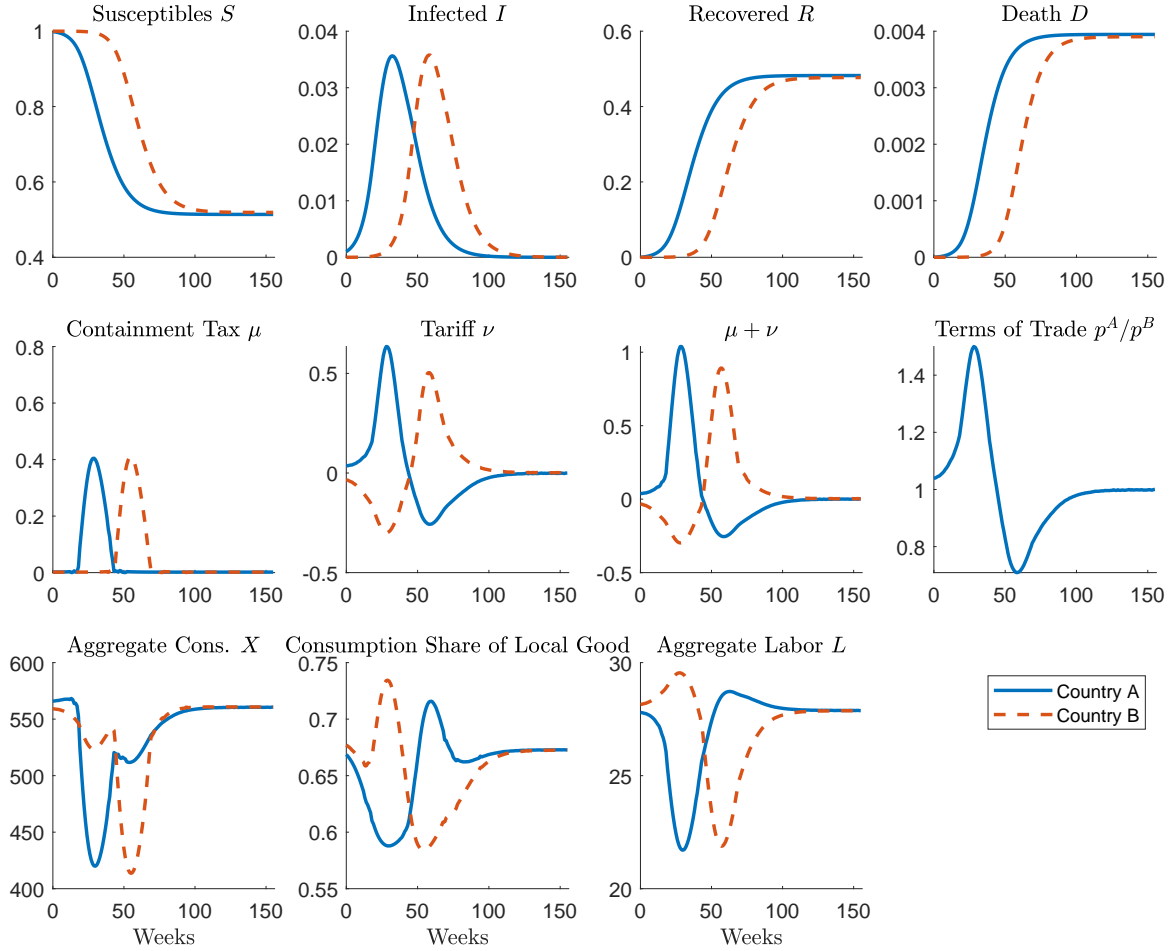 Susceptibles S
Infected I
Recovered R
Death D
1
0.8
0.6
0.4
0 50 100 150
0.04
0.03
0.02
0.01
0
0 50 100 150
0.6
0.4
0.2
0
0 50 100 150
0.004
0.003
0.002
0.001
0
0 50 100 150
Containment Tax μ
Tariff ν
μ + ν
Terms of Trade p^A/p^B
0.8
0.6
0.4
0.2
0
0 50 100 150
0.5
0
-0.5
0 50 100 150
1
0.5
0
-0.5
0 50 100 150
1.4
1.2
1
0.8
0 50 100 150
Aggregate Cons. X
Consumption Share of Local Good
Aggregate Labor L
600
550
500
450
400
0 50 100 150
Weeks
0.75
0.7
0.65
0.6
0.55
0 50 100 150
Weeks
30
25
20
0 50 100 150
Weeks
Country A
Country B